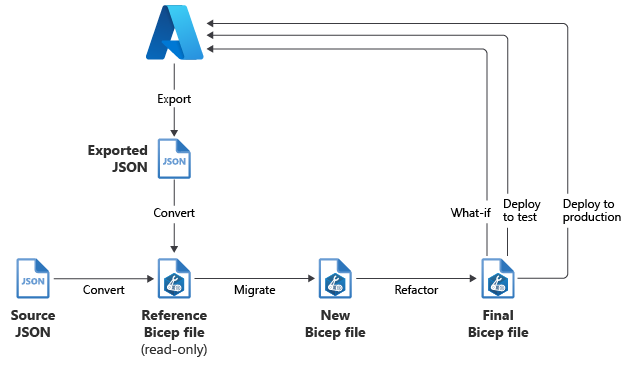 Export
Exported
JSON
JSON
Convert
What-if
Deploy
to test
Deploy to
production
JSON
Convert
Migrate
Refactor
Source
JSON
Reference
Bicep file
(read-only)
New
Bicep file
Final
Bicep file